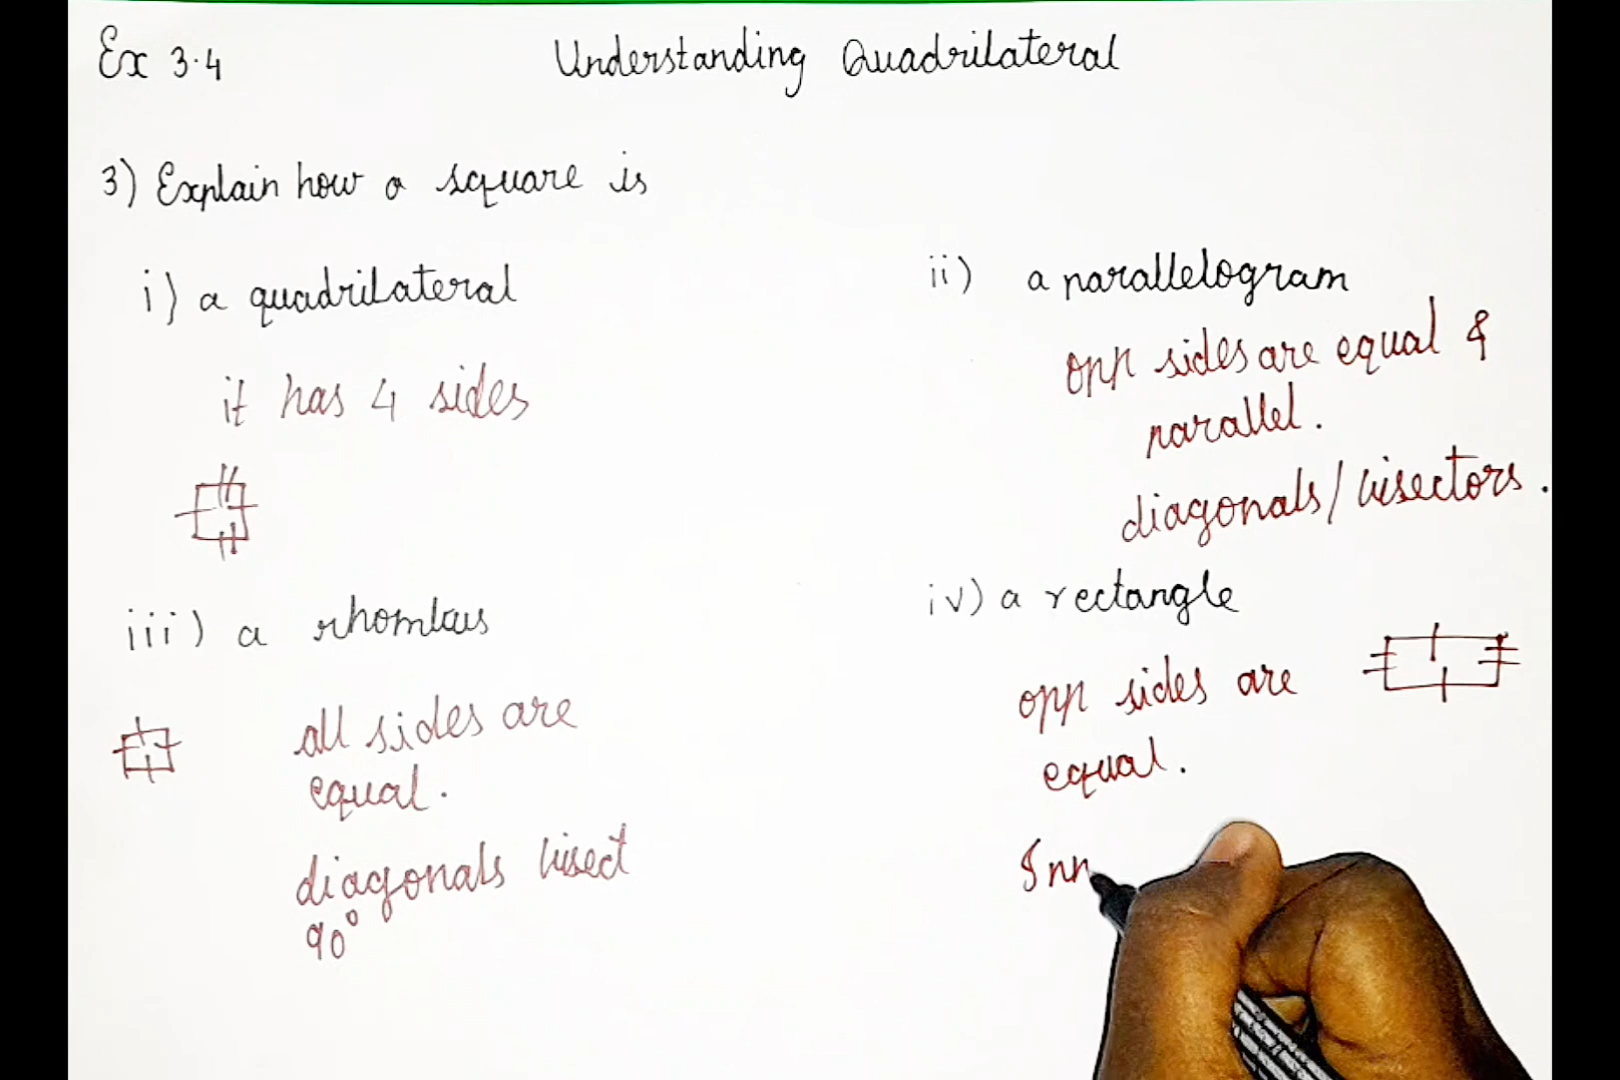 Ex 3.4
Understanding Quadrilateral
3) Explain how a square is
i) a quadrilateral
it has 4 sides
ii) a parallelogram
opp sides are equal &
parallel.
diagonals/bisectors.
iii) a rhombus
all sides are
equal.
diagonals bisect
90°
iv) a rectangle
opp sides are
equal.
Inn